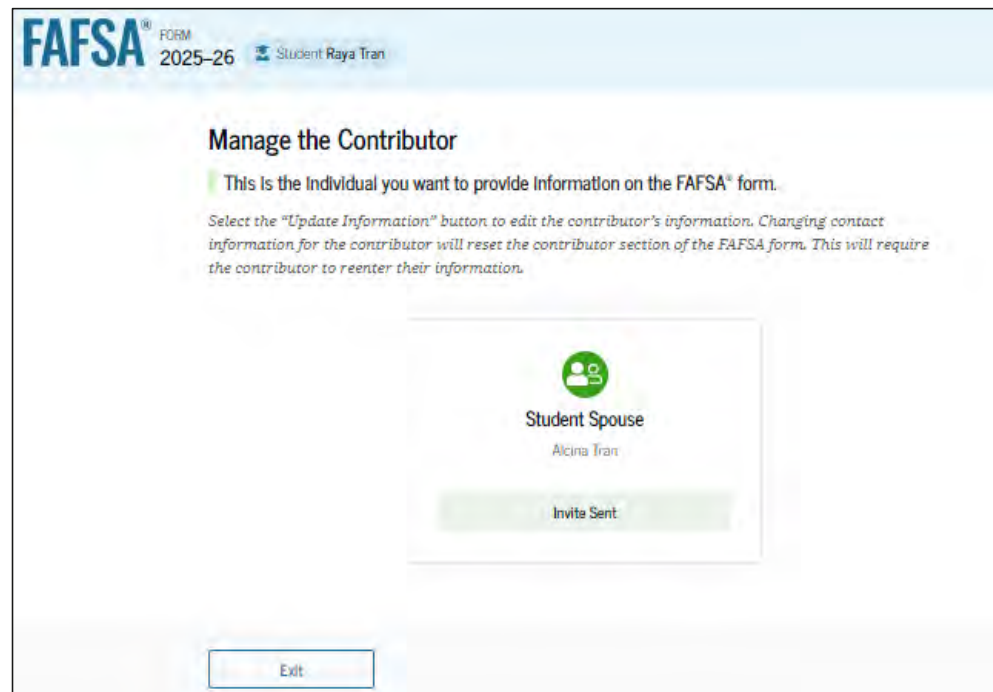 FAFSA® FORM
2025–26 Student Raya Tran
Manage the Contributor
This is the individual you want to provide information on the FAFSA® form.
Select the “Update Information” button to edit the contributor’s information. Changing contact
information for the contributor will reset the contributor section of the FAFSA form. This will require
the contributor to reenter their information.
Student Spouse
Alcina Tran
Invite Sent
Exit